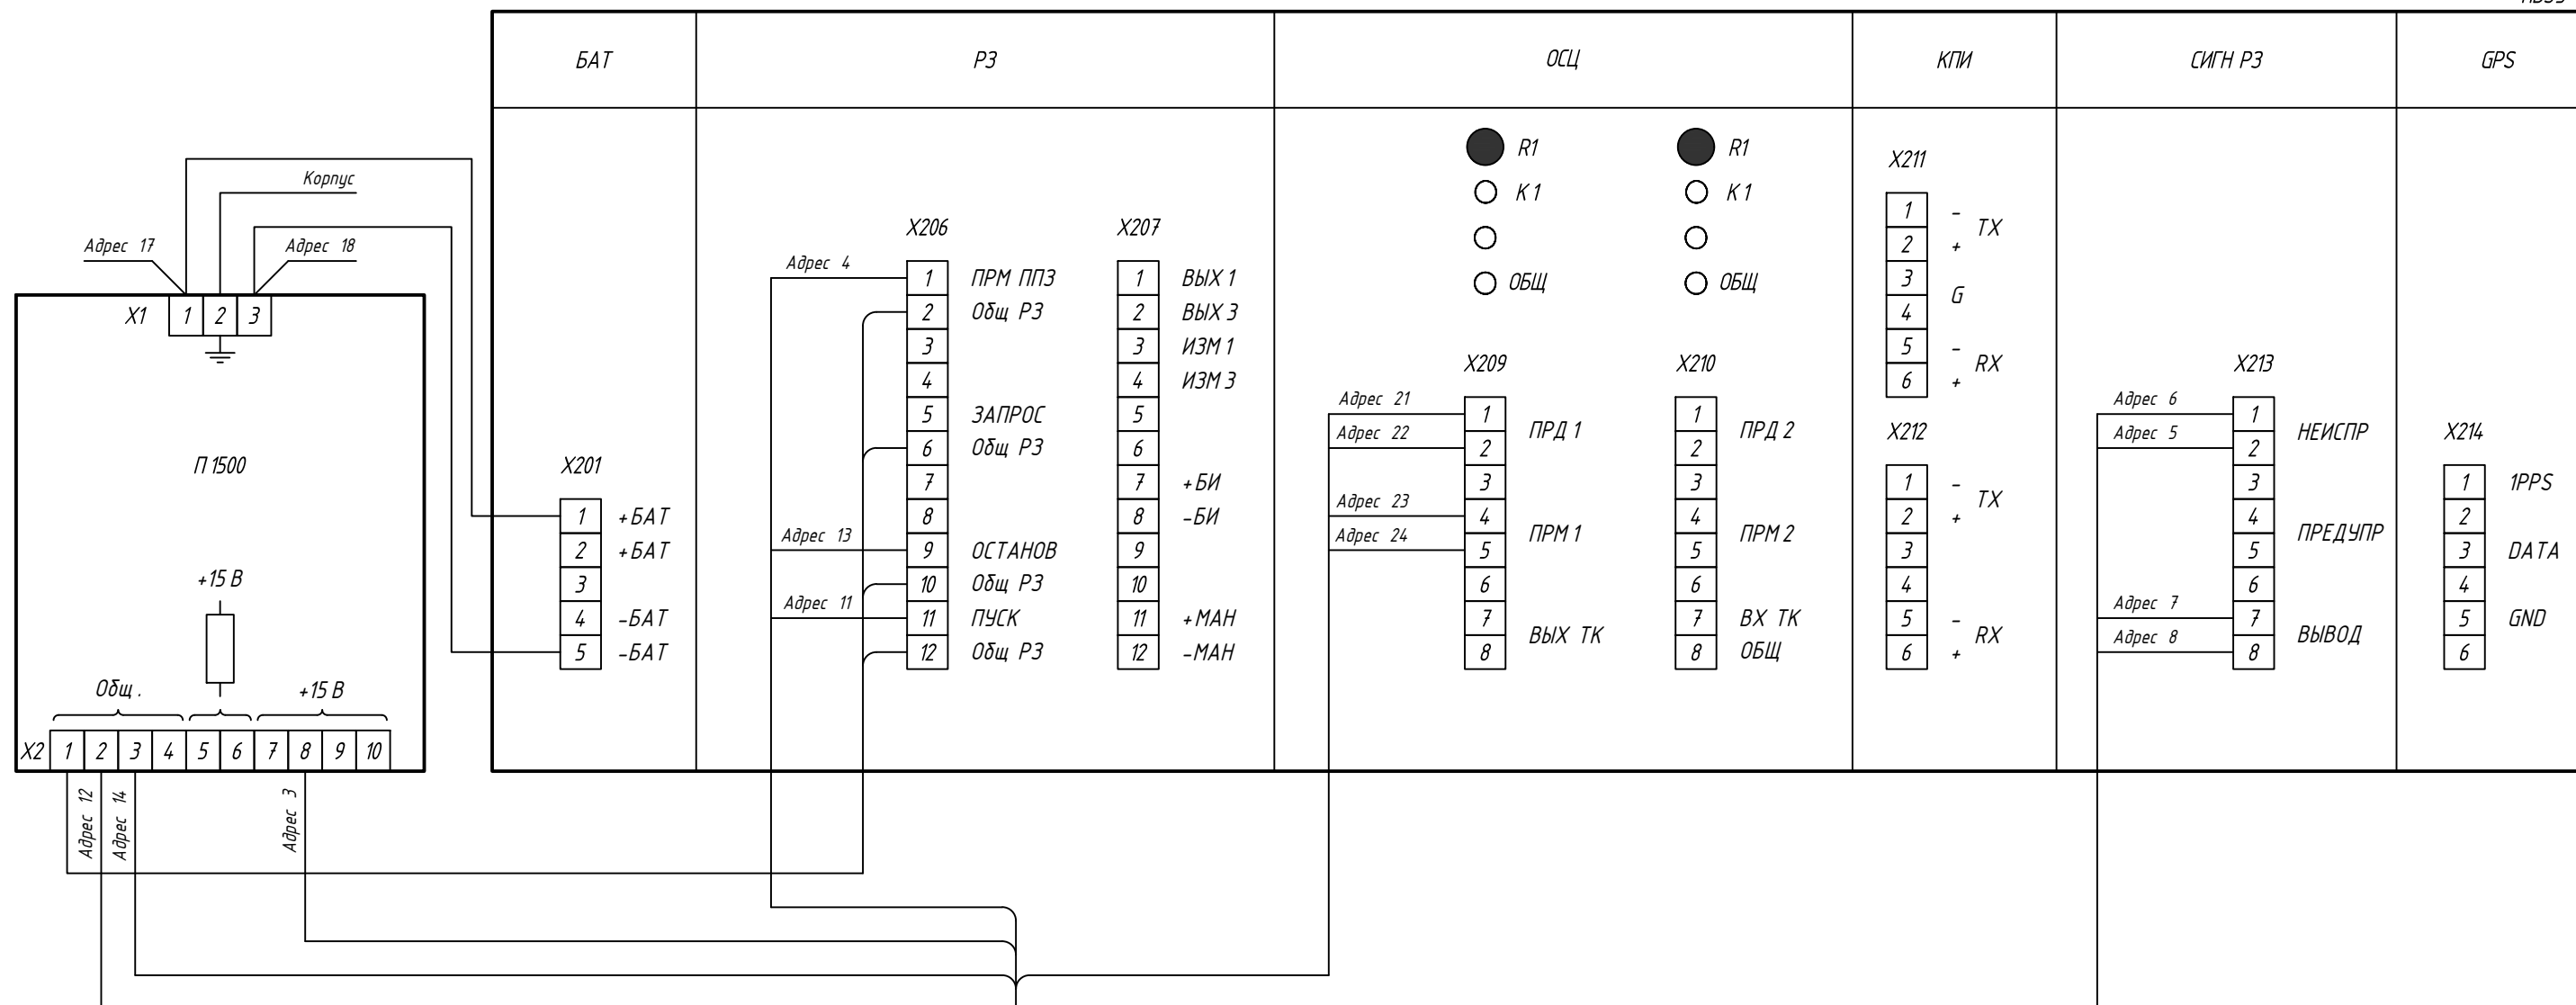 БАТ
РЗ
ОСЦ
КПИ
СИГН РЗ
GPS
Корпус
Адрес 17
Адрес 18
X1
1 2 3
П 1500
+15 В
Общ.
+15 В
X2 1 2 3 4 5 6 7 8 9 10
Адрес 12
Адрес 14
Адрес 3
X201
1 +БАТ
2 +БАТ
3
4 -БАТ
5 -БАТ
Адрес 4
Адрес 13
Адрес 11
X206
1 ПРМ ППЗ
2 Общ РЗ
3
4
5 ЗАПРОС
6 Общ РЗ
7
8
9 ОСТАНОВ
10 Общ РЗ
11 ПУСК
12 Общ РЗ
X207
1 ВЫХ 1
2 ВЫХ 3
3 ИЗМ 1
4 ИЗМ 3
5
6
7 +БИ
8 -БИ
9
10
11 +МАН
12 -МАН
R1
К1
ОБЩ
R1
К1
ОБЩ
Адрес 21
Адрес 22
Адрес 23
Адрес 24
X209
1
ПРД 1
2
3
4
ПРМ 1
5
6
7
ВЫХ ТК
8
X210
1
ПРД 2
2
3
4
ПРМ 2
5
6
7 ВХ ТК
8 ОБЩ
X211
1 -
TX
2 +
3
G
4
5 -
RX
6 +
X212
1 -
TX
2 +
3
4
5 -
RX
6 +
Адрес 6
Адрес 5
Адрес 7
Адрес 8
X213
1
НЕИСПР
2
3
4
ПРЕДУПР
5
6
7
ВЫВОД
8
X214
1 1PPS
2
3 DATA
4
5 GND
6